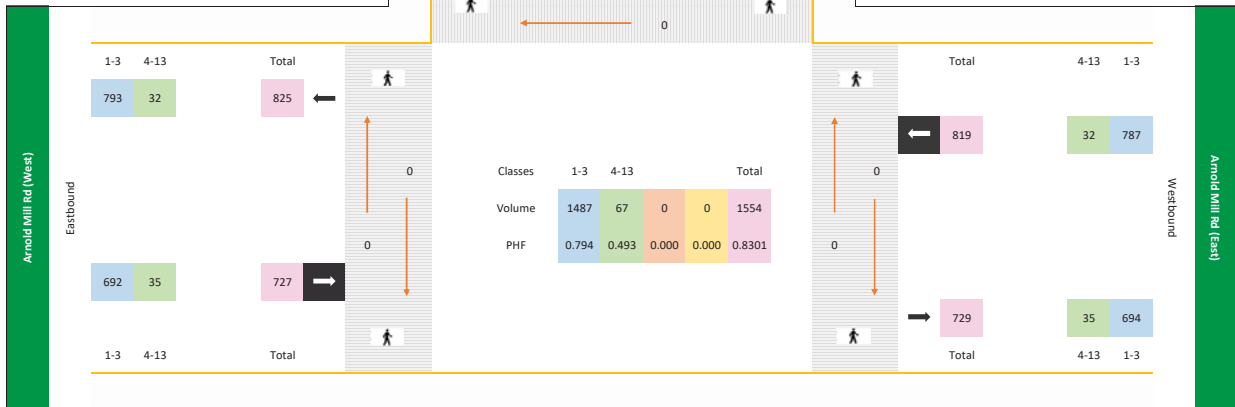 0
1-3 4-13 Total
Total 4-13 1-3
793 32 825
819 32 787
Arnold Mill Rd (West)
Eastbound
0
0
Classes 1-3 4-13 Total
Volume 1487 67 0 0 1554
PHF 0.794 0.493 0.000 0.000 0.8301
0
0
Westbound
Arnold Mill Rd (East)
692 35 727
729 35 694
1-3 4-13 Total
Total 4-13 1-3